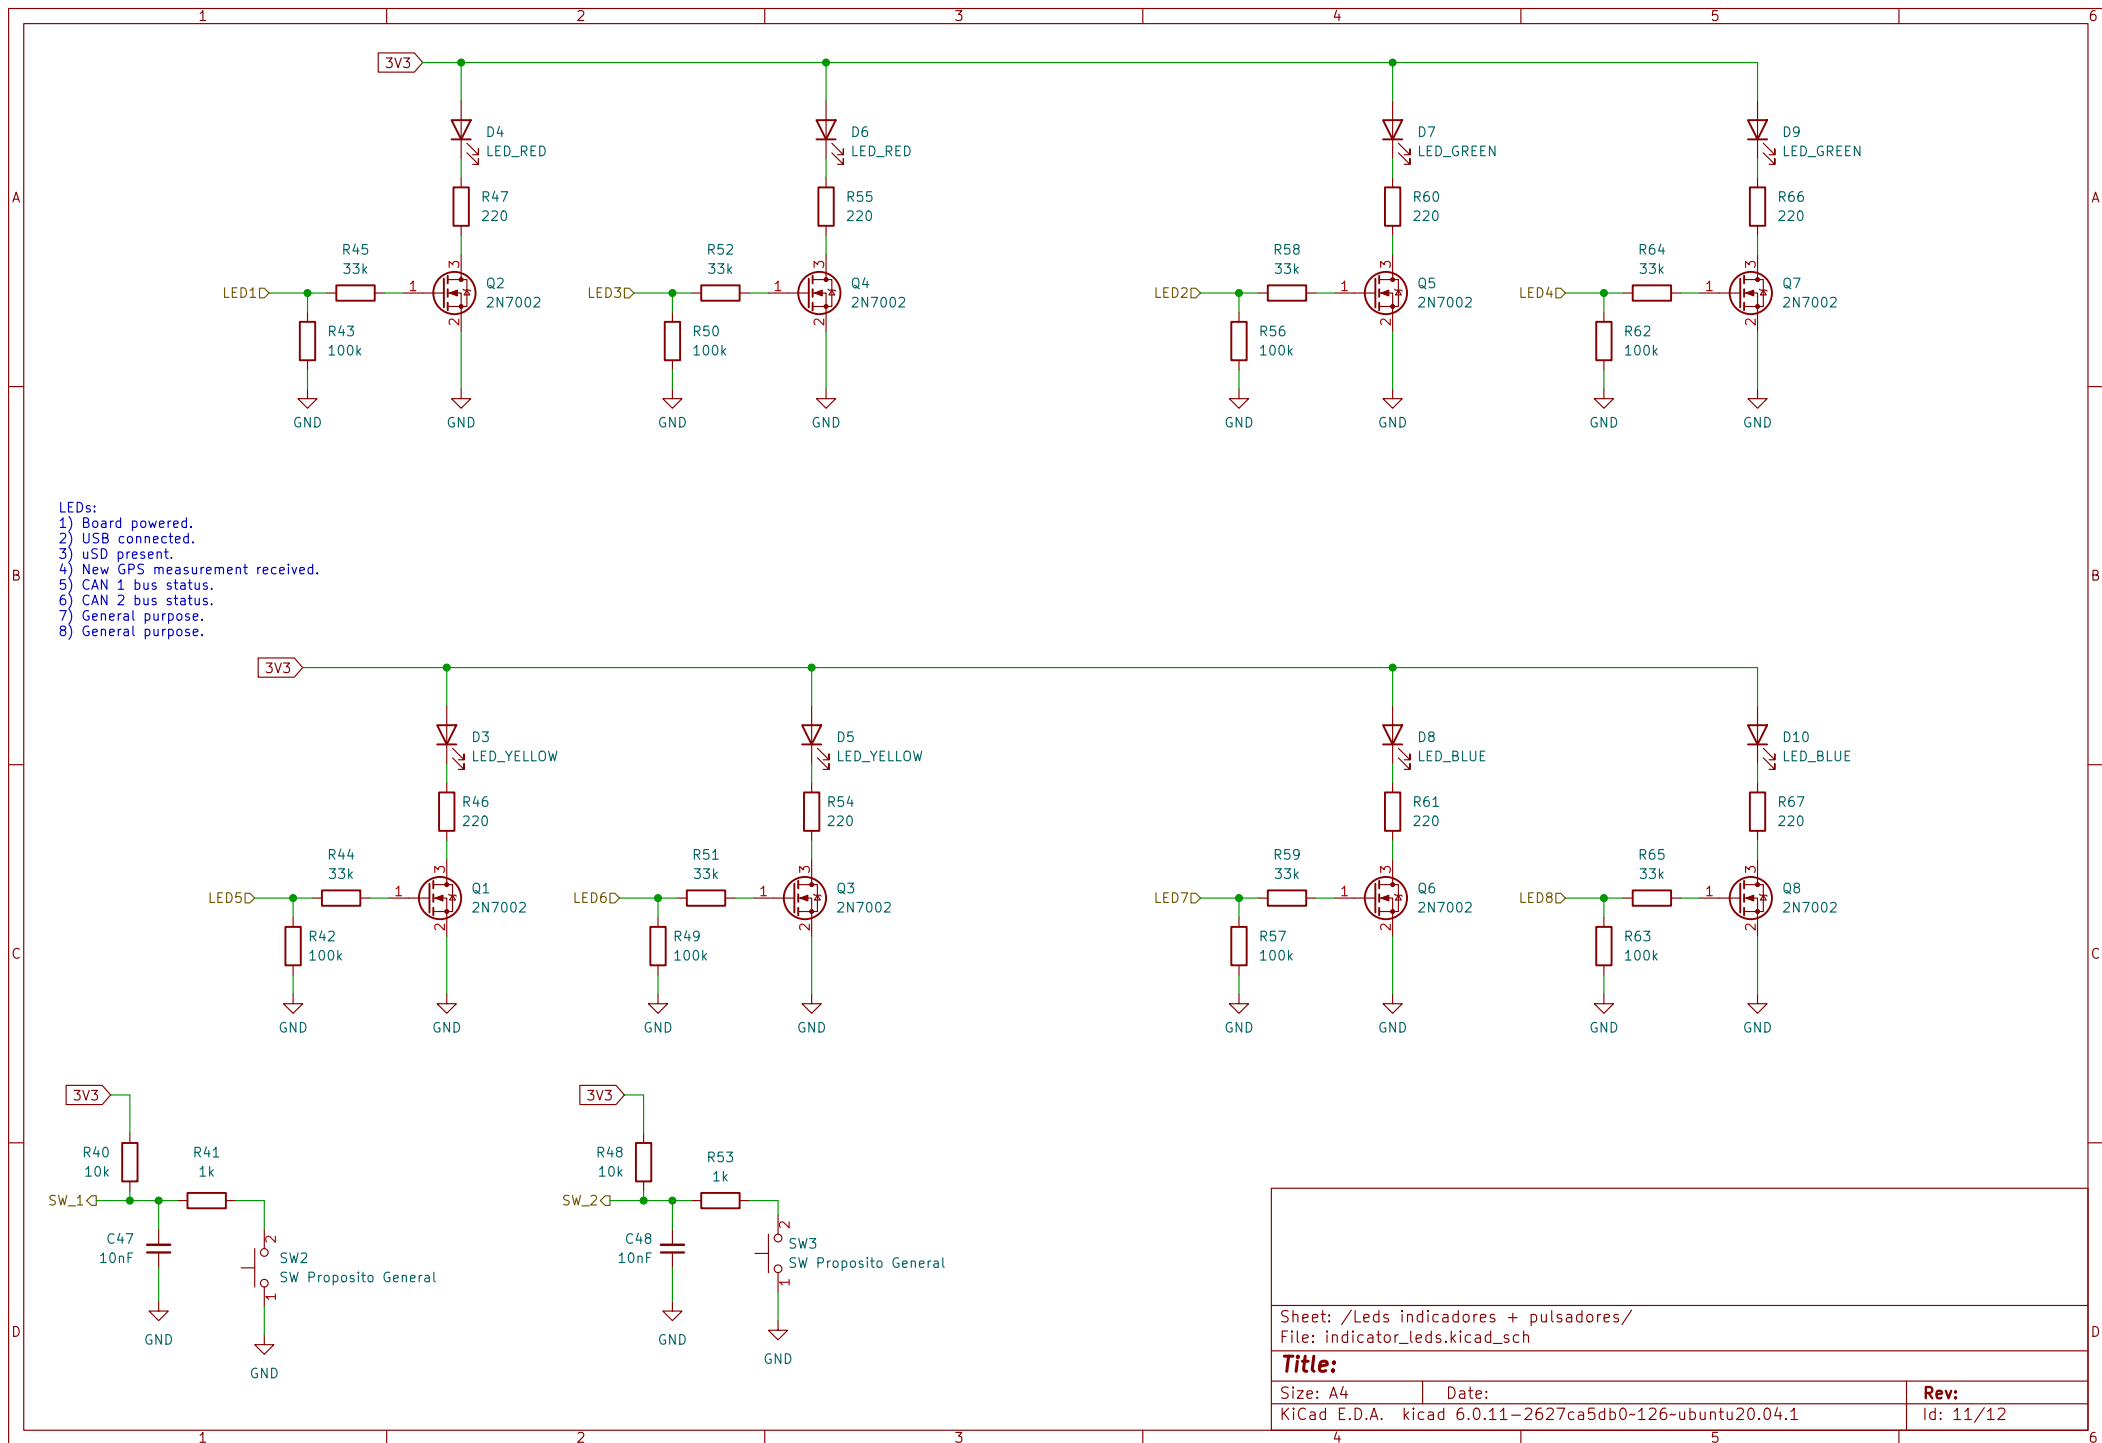 1 2 3 4 5 6
3V3
D4
LED_RED
D6
LED_RED
D7
LED_GREEN
D9
LED_GREEN
A
A
R47
220
R55
220
R60
220
R66
220
R45
33k
R52
33k
R58
33k
R64
33k
LED1
1
3
2
Q2
2N7002
LED3
1
3
2
Q4
2N7002
LED2
1
3
2
Q5
2N7002
LED4
1
3
2
Q7
2N7002
R43
100k
R50
100k
R56
100k
R62
100k
GND
GND
GND
GND
GND
GND
GND
GND
LEDs:
1) Board powered.
2) USB connected.
3) uSD present.
4) New GPS measurement received.
5) CAN 1 bus status.
6) CAN 2 bus status.
7) General purpose.
8) General purpose.
B
B
3V3
D3
LED_YELLOW
D5
LED_YELLOW
D8
LED_BLUE
D10
LED_BLUE
R46
220
R54
220
R61
220
R67
220
R44
33k
R51
33k
R59
33k
R65
33k
LED5
1
3
2
Q1
2N7002
LED6
1
3
2
Q3
2N7002
LED7
1
3
2
Q6
2N7002
LED8
1
3
2
Q8
2N7002
R42
100k
R49
100k
R57
100k
R63
100k
C
C
GND
GND
GND
GND
GND
GND
GND
GND
3V3
R40
10k
R41
1k
SW_1
C47
10nF
2
SW2
SW Proposito General
1
GND
GND
3V3
R48
10k
R53
1k
SW_2
C48
10nF
2
SW3
SW Proposito General
1
GND
GND
D
D
Sheet: /Leds indicadores + pulsadores/
File: indicator_leds.kicad_sch
Title:
Size: A4
Date:
Rev:
KiCad E.D.A. kicad 6.0.11-2627ca5db0~126~ubuntu20.04.1
Id: 11/12
1 2 3 4 5 6